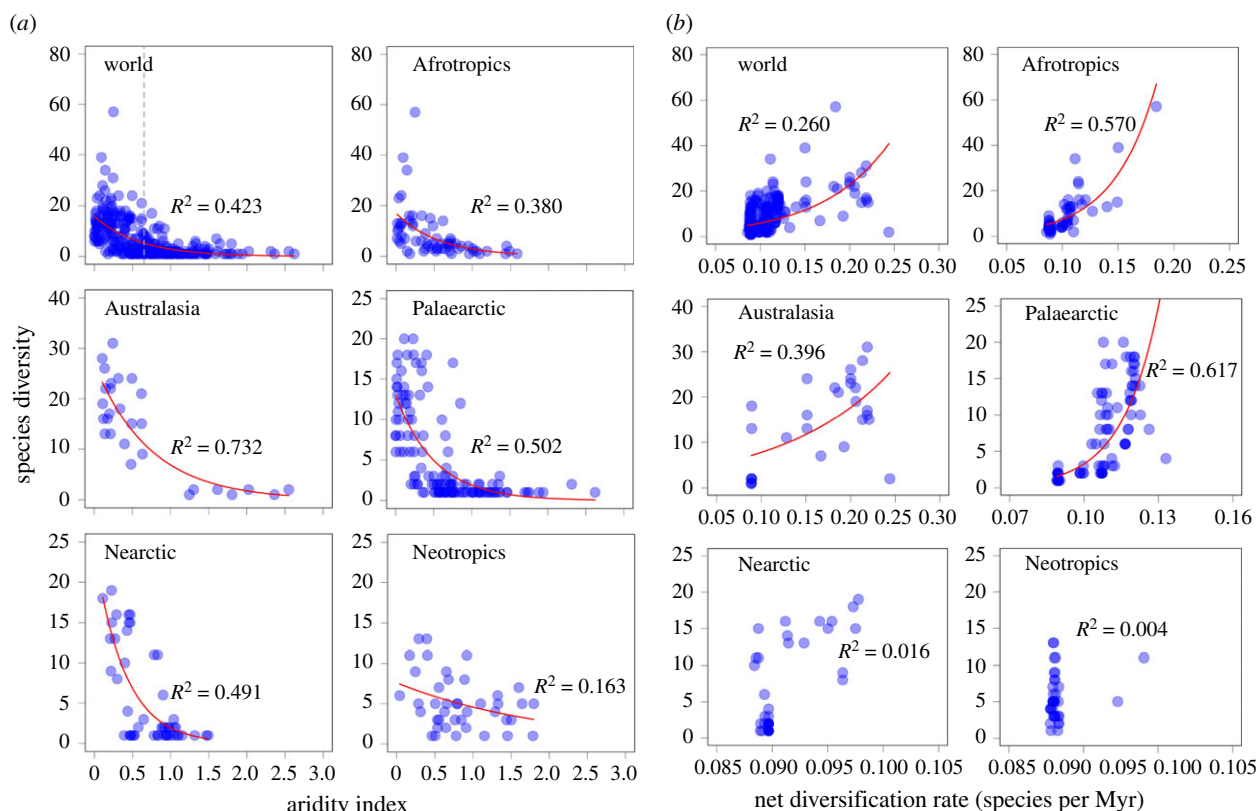 (a)
(b)
species diversity
80
60
40
20
0
world
R² = 0.423
80
60
40
20
0
Afrotropics
R² = 0.380
40
30
20
10
0
Australasia
R² = 0.732
25
20
15
10
5
0
Palaearctic
R² = 0.502
25
20
15
10
5
0
Nearctic
R² = 0.491
0 0.5 1.0 1.5 2.0 2.5 3.0
25
20
15
10
5
0
Neotropics
R² = 0.163
0 0.5 1.0 1.5 2.0 2.5 3.0
aridity index
80
60
40
20
0
world
R² = 0.260
0.05 0.10 0.15 0.20 0.25 0.30
80
60
40
20
0
Afrotropics
R² = 0.570
0.05 0.10 0.15 0.20 0.25
40
30
20
10
0
Australasia
R² = 0.396
0.05 0.10 0.15 0.20 0.25 0.30
25
20
15
10
5
0
Palaearctic
R² = 0.617
0.07 0.10 0.13 0.16
25
20
15
10
5
0
Nearctic
R² = 0.016
0.085 0.090 0.095 0.100 0.105
25
20
15
10
5
0
Neotropics
R² = 0.004
0.085 0.090 0.095 0.100 0.105
net diversification rate (species per Myr)